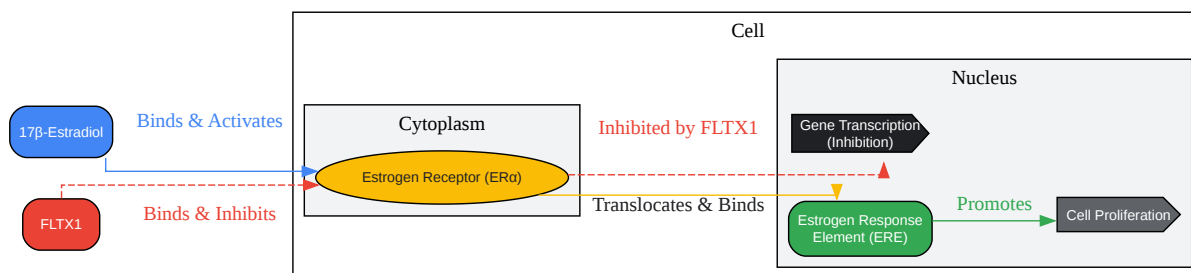 Cell
Nucleus
17β-Estradiol
Binds & Activates
Cytoplasm
Inhibited by FLTX1
Gene Transcription
(Inhibition)
Estrogen Receptor (ERα)
FLTX1
Binds & Inhibits
Translocates & Binds
Estrogen Response
Element (ERE)
Promotes
Cell Proliferation